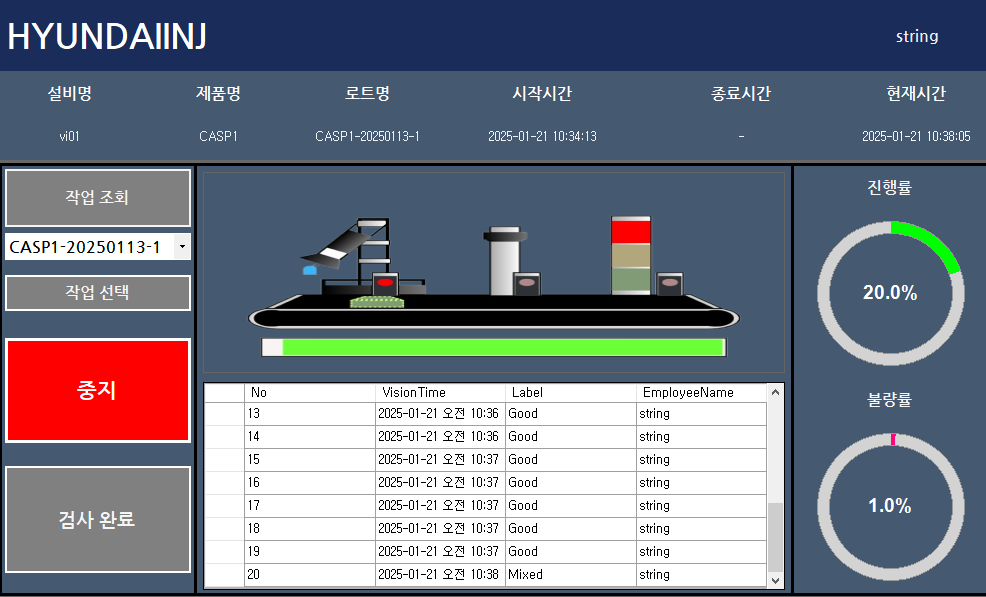 HYUNDAIINJ
string
설비명 제품명 로트명 시작시간 종료시간 현재시간
vi01 CASP1 CASP1-20250113-1 2025-01-21 10:34:13 - 2025-01-21 10:38:05
작업 조회
CASP1-20250113-1
작업 선택
중지
검사 완료
No VisionTime Label EmployeeName
13 2025-01-21 오전 10:36 Good string
14 2025-01-21 오전 10:36 Good string
15 2025-01-21 오전 10:37 Good string
16 2025-01-21 오전 10:37 Good string
17 2025-01-21 오전 10:37 Good string
18 2025-01-21 오전 10:37 Good string
19 2025-01-21 오전 10:37 Good string
20 2025-01-21 오전 10:38 Mixed string
진행률
20.0%
불량률
1.0%